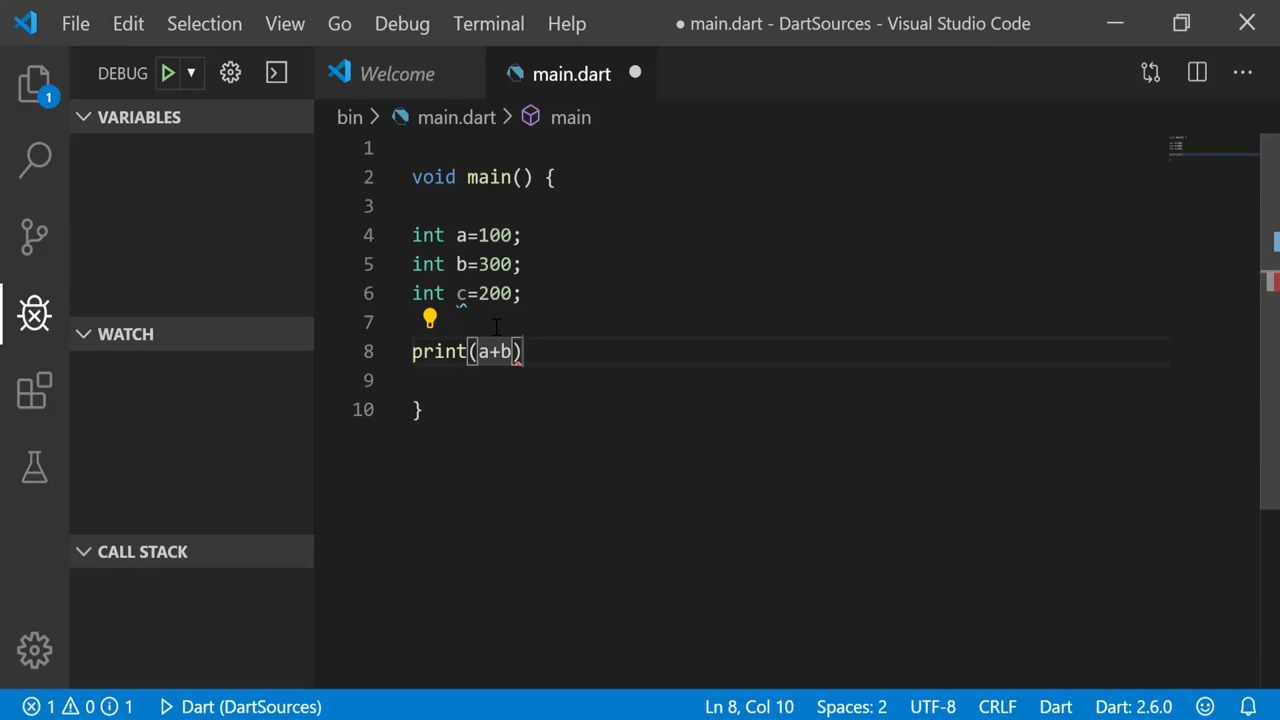 File Edit Selection View Go Debug Terminal Help ● main.dart - DartSources - Visual Studio Code
DEBUG
Welcome
main.dart
1
VARIABLES
bin > main.dart > main
1
2 void main() {
3
4 int a=100;
5 int b=300;
6 int c=200;
7
8 print(a+b)
9
10 }
WATCH
CALL STACK
1 0 1 Dart (DartSources) Ln 8, Col 10 Spaces: 2 UTF-8 CRLF Dart Dart: 2.6.0